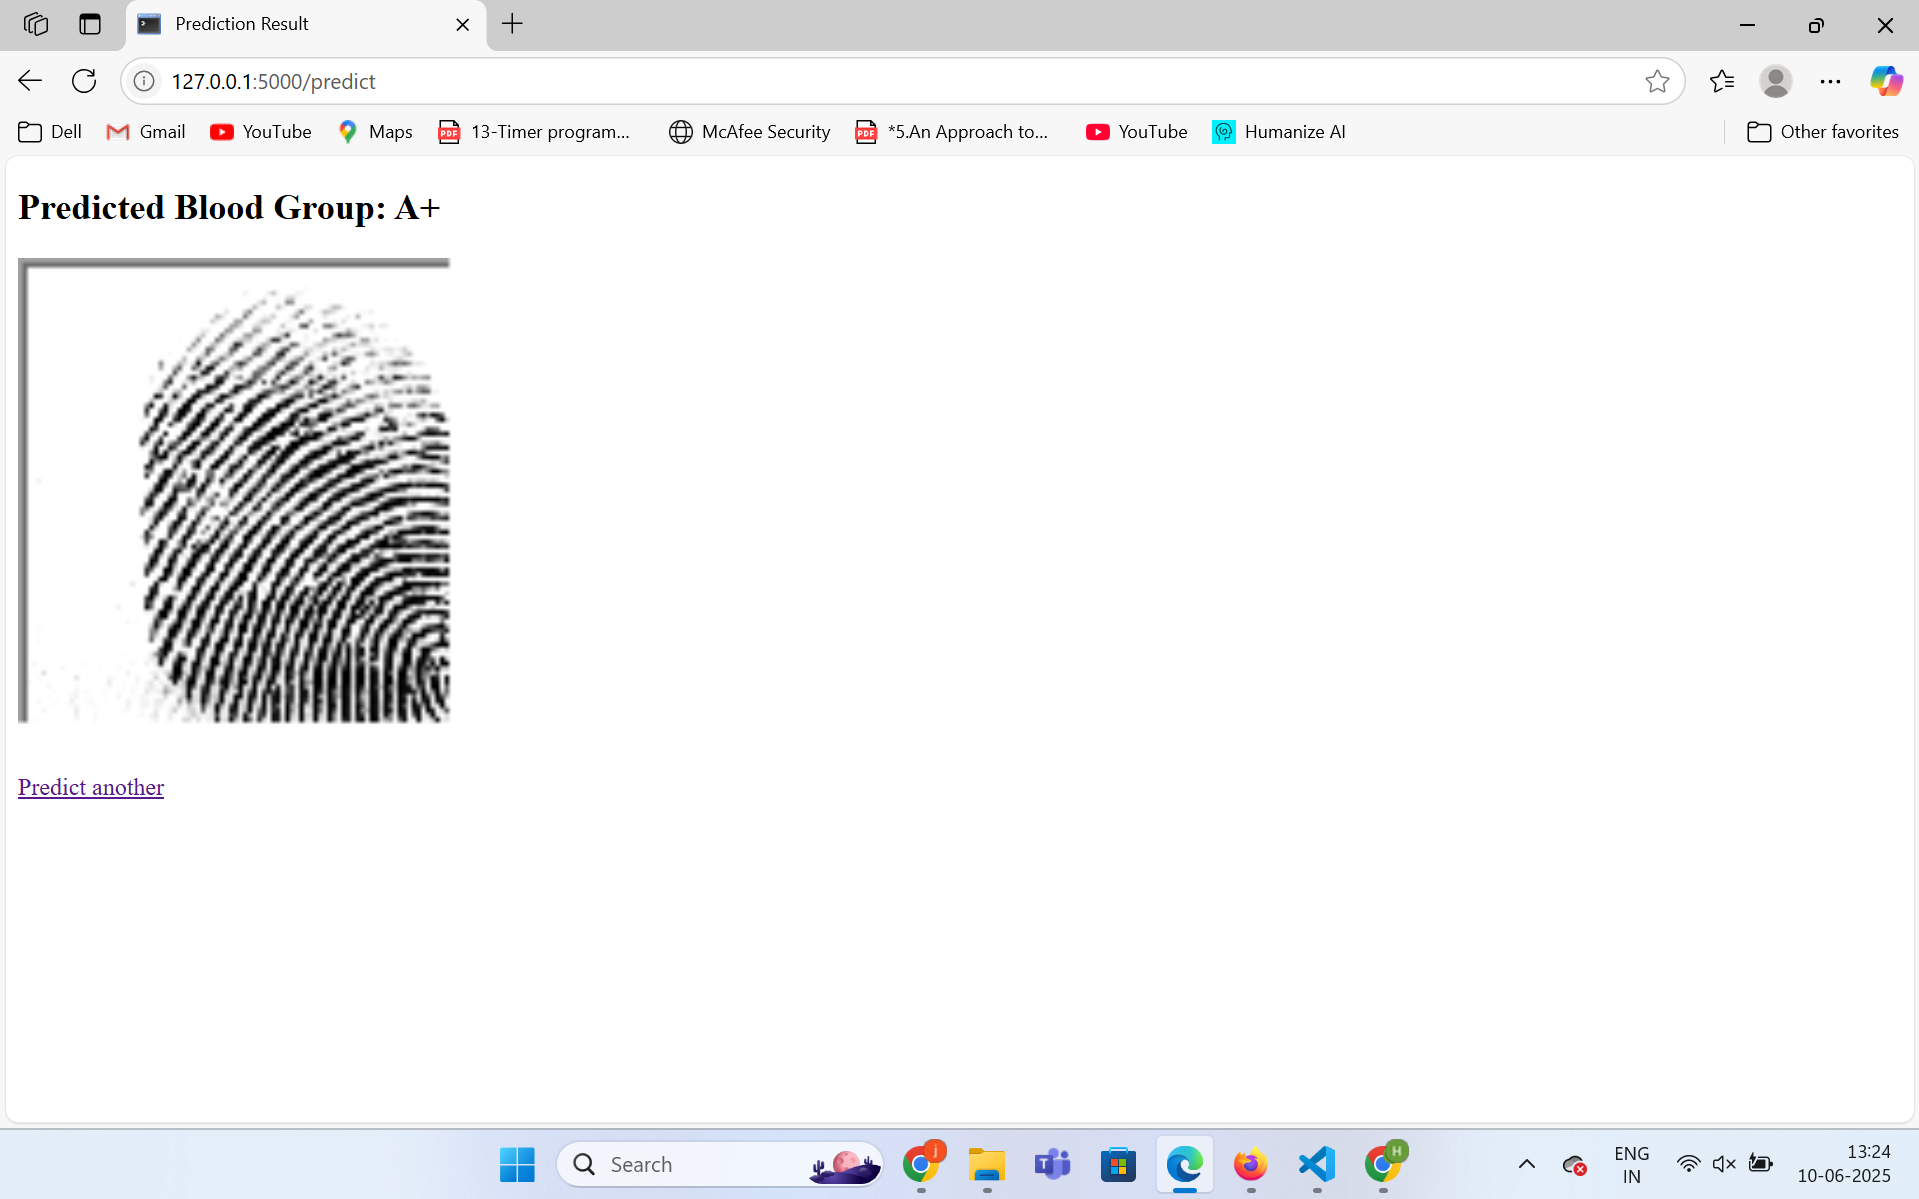 Prediction Result
127.0.0.1:5000/predict
Dell Gmail YouTube Maps 13-Timer program... McAfee Security *5.An Approach to... YouTube Humanize AI Other favorites
Predicted Blood Group: A+
Predict another
Search
j
H
ENG
IN
13:24
10-06-2025